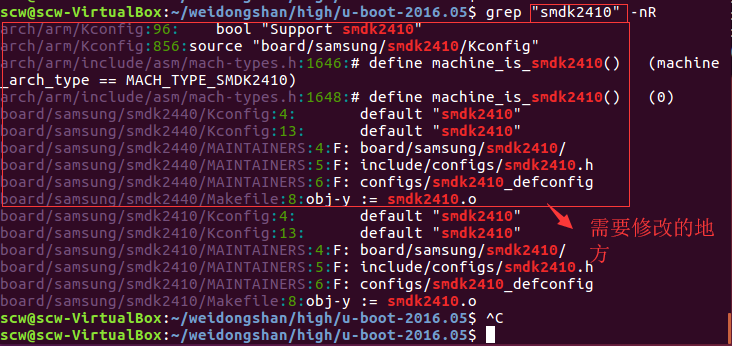 scw@scw-VirtualBox:~/weidongshan/high/u-boot-2016.05$ grep "smdk2410" -nR
arch/arm/Kconfig:96:    bool "Support smdk2410"
arch/arm/Kconfig:856:source "board/samsung/smdk2410/Kconfig"
arch/arm/include/asm/mach-types.h:1646:# define machine_is_smdk2410()   (machine
_arch_type == MACH_TYPE_SMDK2410)
arch/arm/include/asm/mach-types.h:1648:# define machine_is_smdk2410()   (0)
board/samsung/smdk2440/Kconfig:4:       default "smdk2410"
board/samsung/smdk2440/Kconfig:13:      default "smdk2410"
board/samsung/smdk2440/MAINTAINERS:4:F: board/samsung/smdk2410/
board/samsung/smdk2440/MAINTAINERS:5:F: include/configs/smdk2410.h
board/samsung/smdk2440/MAINTAINERS:6:F: configs/smdk2410_defconfig
board/samsung/smdk2440/Makefile:8:obj-y := smdk2410.o
board/samsung/smdk2410/Kconfig:4:       default "smdk2410"
board/samsung/smdk2410/Kconfig:13:      default "smdk2410"
board/samsung/smdk2410/MAINTAINERS:4:F: board/samsung/smdk2410/
board/samsung/smdk2410/MAINTAINERS:5:F: include/configs/smdk2410.h
board/samsung/smdk2410/MAINTAINERS:6:F: configs/smdk2410_defconfig
board/samsung/smdk2410/Makefile:8:obj-y := smdk2410.o
需要修改的地
方
scw@scw-VirtualBox:~/weidongshan/high/u-boot-2016.05$ ^C
scw@scw-VirtualBox:~/weidongshan/high/u-boot-2016.05$